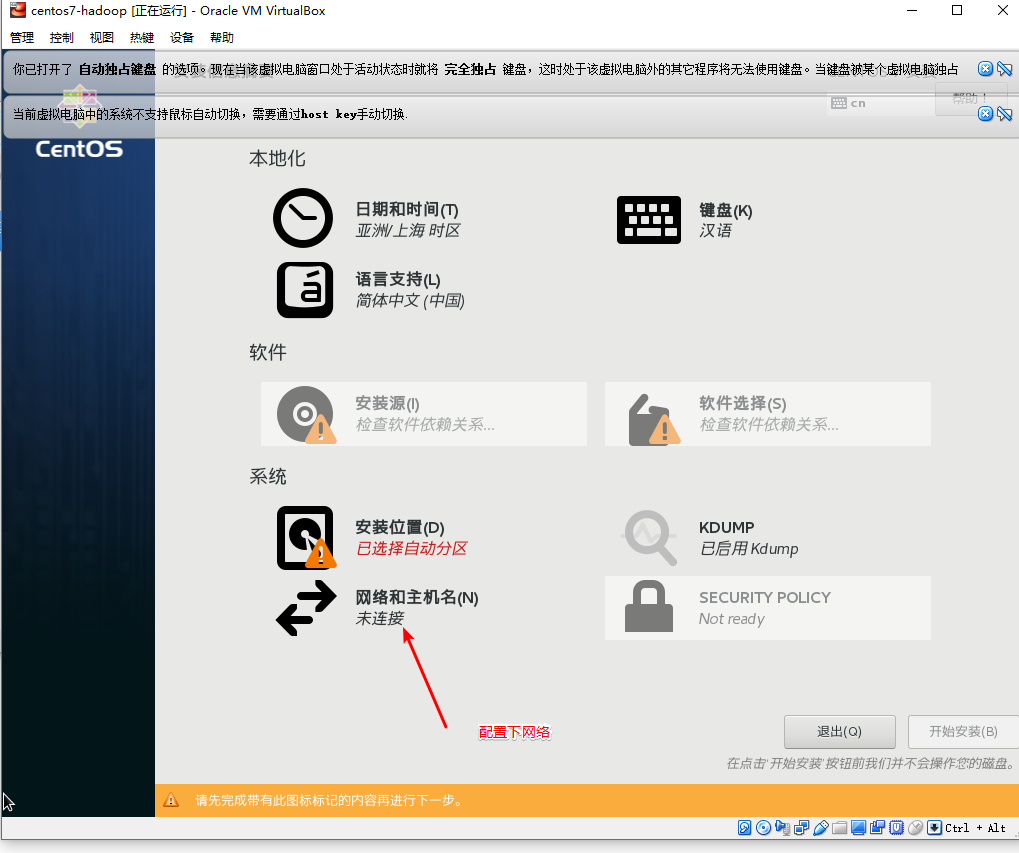 centos7-hadoop [正在运行] - Oracle VM VirtualBox
管理 控制 视图 热键 设备 帮助
你已打开了 自动独占键盘 的选项。现在当该虚拟电脑窗口处于活动状态时就将 完全独占 键盘，这时处于该虚拟电脑外的其它程序将无法使用键盘。当键盘被某个虚拟电脑独占
cn 帮助！
当前虚拟电脑中的系统不支持鼠标自动切换，需要通过host key手动切换.
CentOS
本地化
日期和时间(T)
亚洲/上海 时区
键盘(K)
汉语
语言支持(L)
简体中文 (中国)
软件
安装源(I)
检查软件依赖关系...
软件选择(S)
检查软件依赖关系...
系统
安装位置(D)
已选择自动分区
KDUMP
已启用 Kdump
网络和主机名(N)
未连接
SECURITY POLICY
Not ready
配置下网络
退出(Q) 开始安装(B)
在点击'开始安装'按钮前我们并不会操作您的磁盘。
请先完成带有此图标标记的内容再进行下一步。
Ctrl + Alt